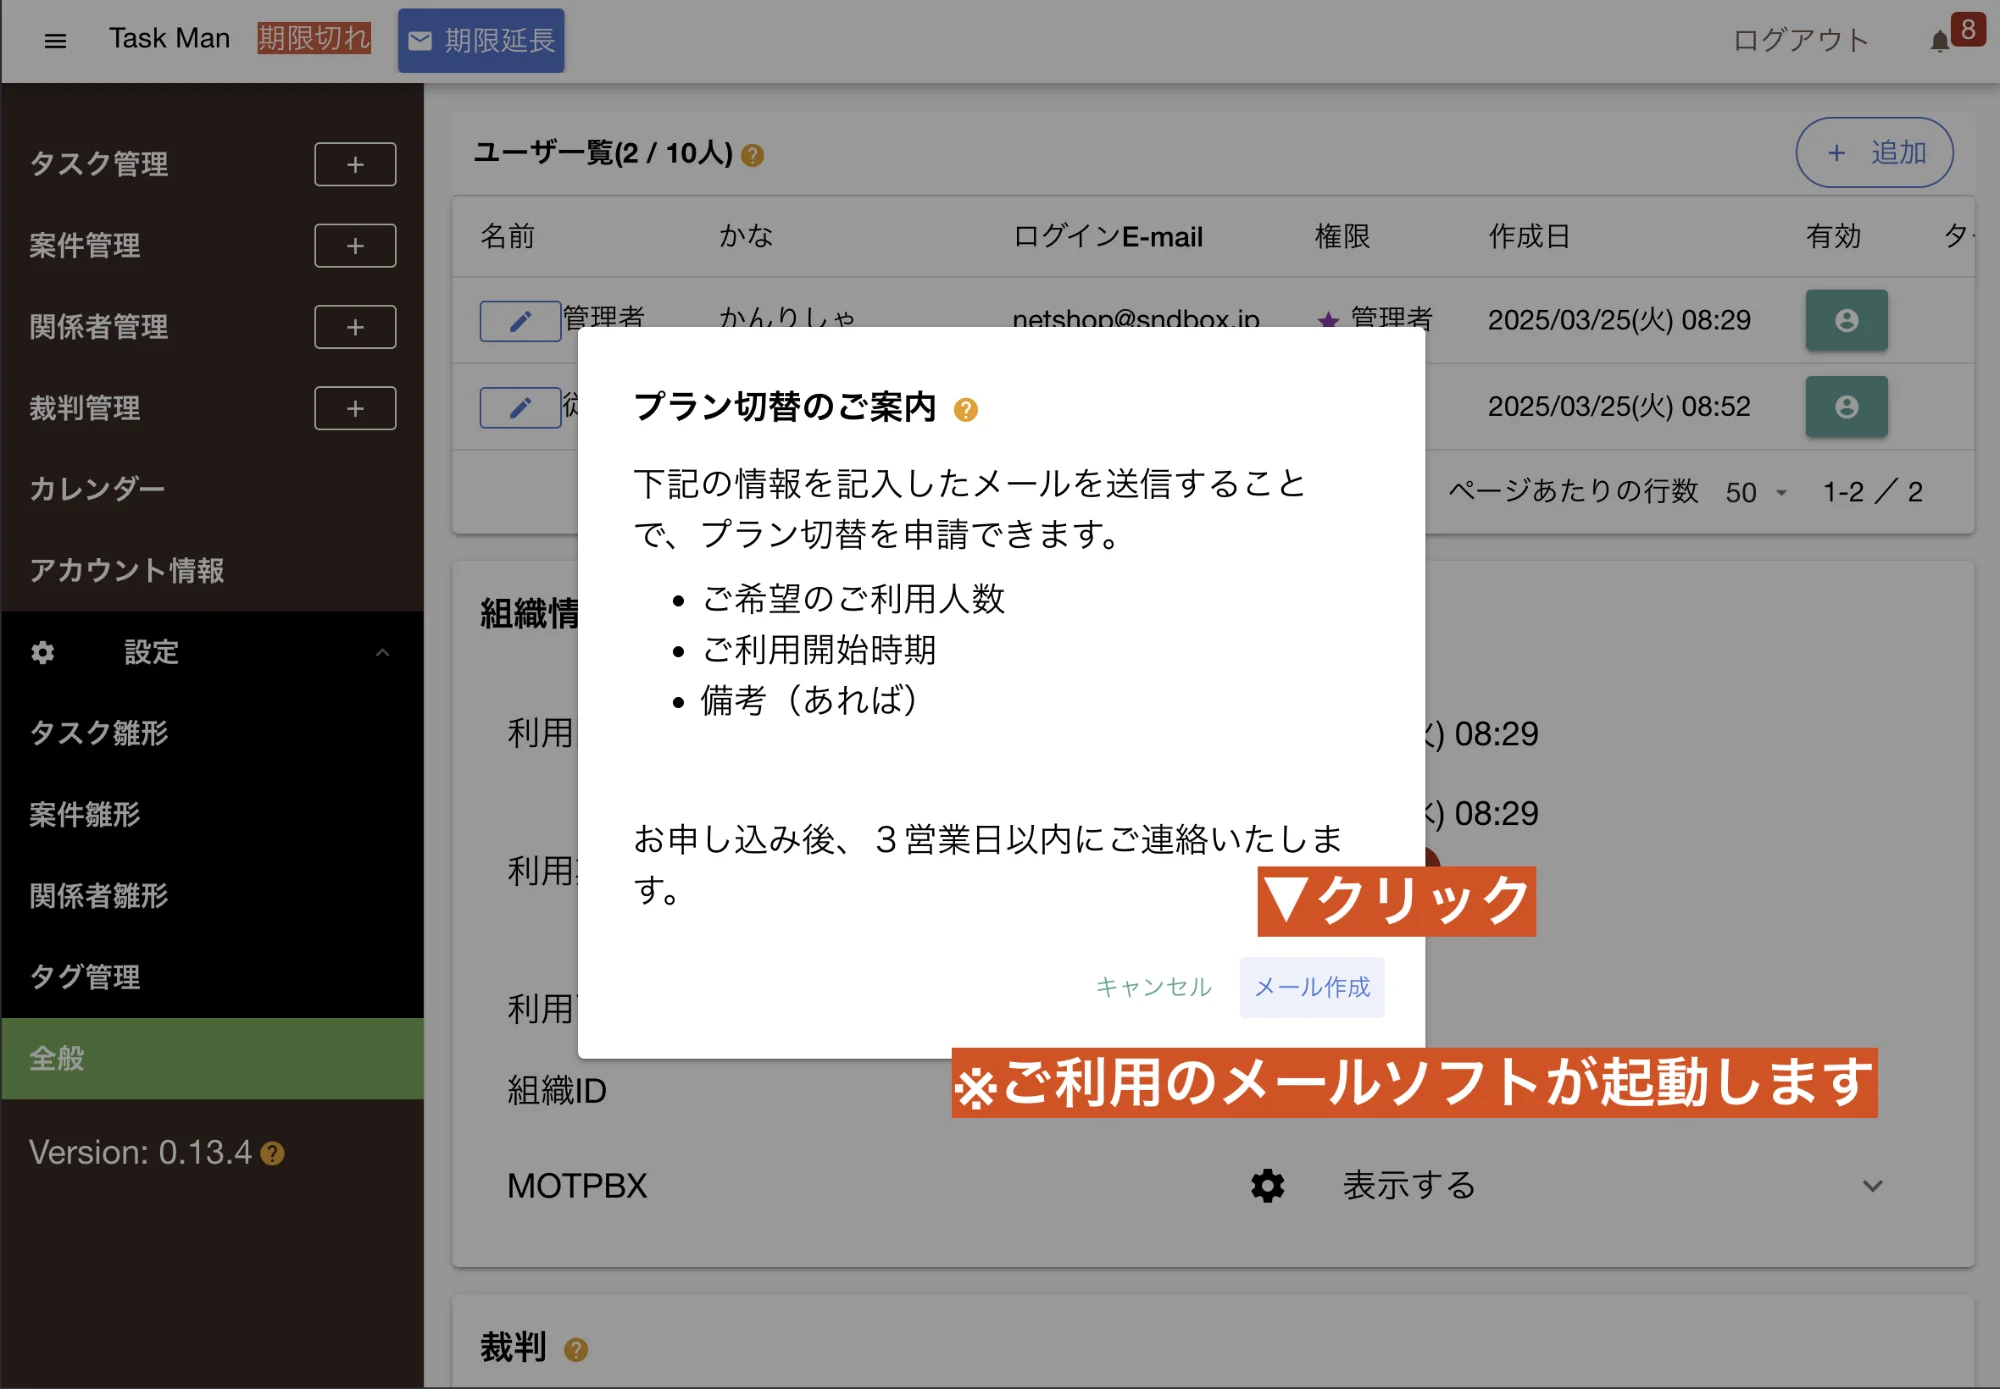 Task Man 期限切れ 期限延長 ログアウト 8
タスク管理 +
案件管理 +
関係者管理 +
裁判管理 +
カレンダー
アカウント情報
設定
タスク雛形
案件雛形
関係者雛形
タグ管理
全般
Version: 0.13.4 ?
ユーザ一覧(2 / 10人) ?
+ 追加
名前 かな ログインE-mail 権限 作成日 有効
管理者 かんりしゃ netshop@sndbox.jp ★ 管理者 2025/03/25(火) 08:29
2025/03/25(火) 08:52
ページあたりの行数 50 1-2 ／ 2
プラン切替のご案内 ?
下記の情報を記入したメールを送信すること
で、プラン切替を申請できます。
• ご希望のご利用人数
• ご利用開始時期
• 備考（あれば）
お申し込み後、３営業日以内にご連絡いたしま
す。
▼クリック
キャンセル メール作成
※ご利用のメールソフトが起動します
組織情
利用 08:29
08:29
利用
利用
組織ID
MOTPBX 表示する
裁判 ?